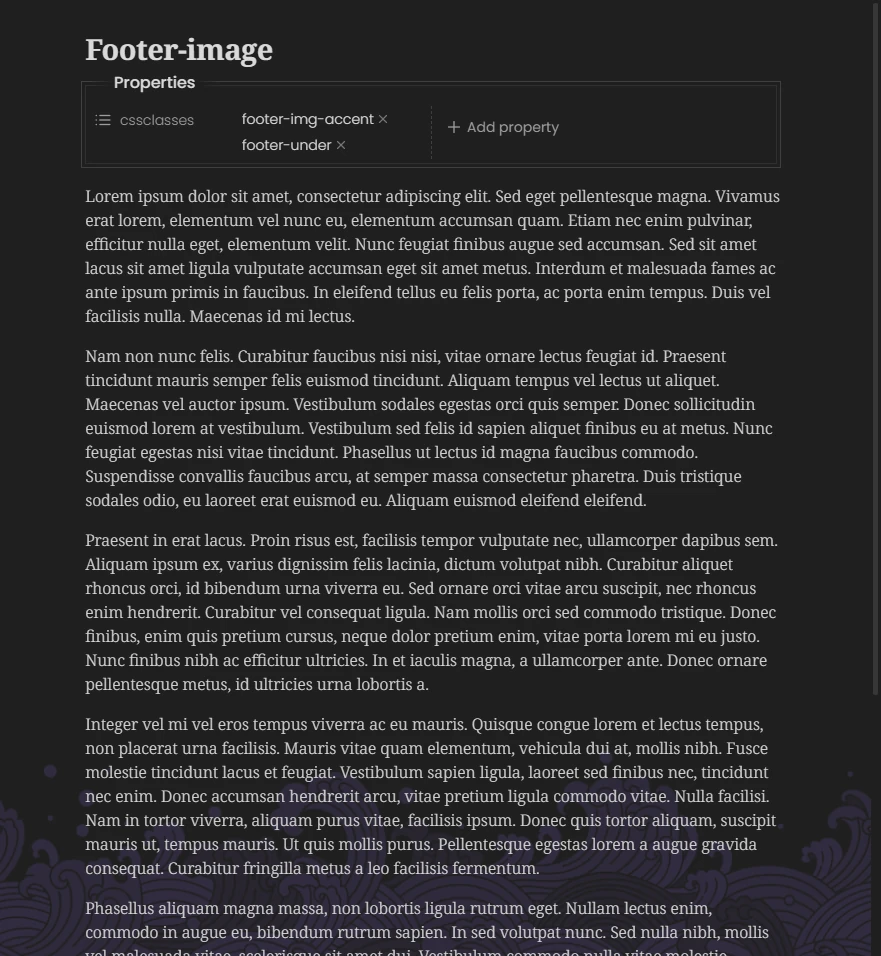 Footer-image
Properties
cssclasses
footer-img-accent ×
footer-under ×
+ Add property
Lorem ipsum dolor sit amet, consectetur adipiscing elit. Sed eget pellentesque magna. Vivamus
erat lorem, elementum vel nunc eu, elementum accumsan quam. Etiam nec enim pulvinar,
efficitur nulla eget, elementum velit. Nunc feugiat finibus augue sed accumsan. Sed sit amet
lacus sit amet ligula vulputate accumsan eget sit amet metus. Interdum et malesuada fames ac
ante ipsum primis in faucibus. In eleifend tellus eu felis porta, ac porta enim tempus. Duis vel
facilisis nulla. Maecenas id mi lectus.
Nam non nunc felis. Curabitur faucibus nisi nisi, vitae ornare lectus feugiat id. Praesent
tincidunt mauris semper felis euismod tincidunt. Aliquam tempus vel lectus ut aliquet.
Maecenas vel auctor ipsum. Vestibulum sodales egestas orci quis semper. Donec sollicitudin
euismod lorem at vestibulum. Vestibulum sed felis id sapien aliquet finibus eu at metus. Nunc
feugiat egestas nisi vitae tincidunt. Phasellus ut lectus id magna faucibus commodo.
Suspendisse convallis faucibus arcu, at semper massa consectetur pharetra. Duis tristique
sodales odio, eu laoreet erat euismod eu. Aliquam euismod eleifend eleifend.
Praesent in erat lacus. Proin risus est, facilisis tempor vulputate nec, ullamcorper dapibus sem.
Aliquam ipsum ex, varius dignissim felis lacinia, dictum volutpat nibh. Curabitur aliquet
rhoncus orci, id bibendum urna viverra eu. Sed ornare orci vitae arcu suscipit, nec rhoncus
enim hendrerit. Curabitur vel consequat ligula. Nam mollis orci sed commodo tristique. Donec
finibus, enim quis pretium cursus, neque dolor pretium enim, vitae porta lorem mi eu justo.
Nunc finibus nibh ac efficitur ultricies. In et iaculis magna, a ullamcorper ante. Donec ornare
pellentesque metus, id ultricies urna lobortis a.
Integer vel mi vel eros tempus viverra ac eu mauris. Quisque congue lorem et lectus tempus,
non placerat urna facilisis. Mauris vitae quam elementum, vehicula dui at, mollis nibh. Fusce
molestie tincidunt lacus et feugiat. Vestibulum sapien ligula, laoreet sed finibus nec, tincidunt
nec enim. Donec accumsan hendrerit arcu, vitae pretium ligula commodo vitae. Nulla facilisi.
Nam in tortor viverra, aliquam purus vitae, facilisis ipsum. Donec quis tortor aliquam, suscipit
mauris ut, tempus mauris. Ut quis mollis purus. Pellentesque egestas lorem a augue gravida
consequat. Curabitur fringilla metus a leo facilisis fermentum.
Phasellus aliquam magna massa, non lobortis ligula rutrum eget. Nullam lectus enim,
commodo in augue eu, bibendum rutrum sapien. In sed volutpat nunc. Sed nulla nibh, mollis
vel malesuada vitae, scelerisque sit amet dui. Vestibulum commodo nulla vitae molestie